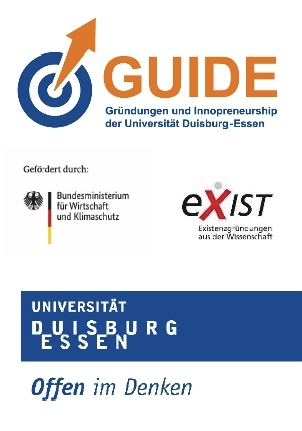 GUIDE
Gründungen und Innopreneurship
der Universität Duisburg-Essen
Gefördert durch:
Bundesministerium
für Wirtschaft
und Klimaschutz
eXIST
Existenzgründungen
aus der Wissenschaft
UNIVERSITÄT
DUISBURG
ESSEN
Offen im Denken